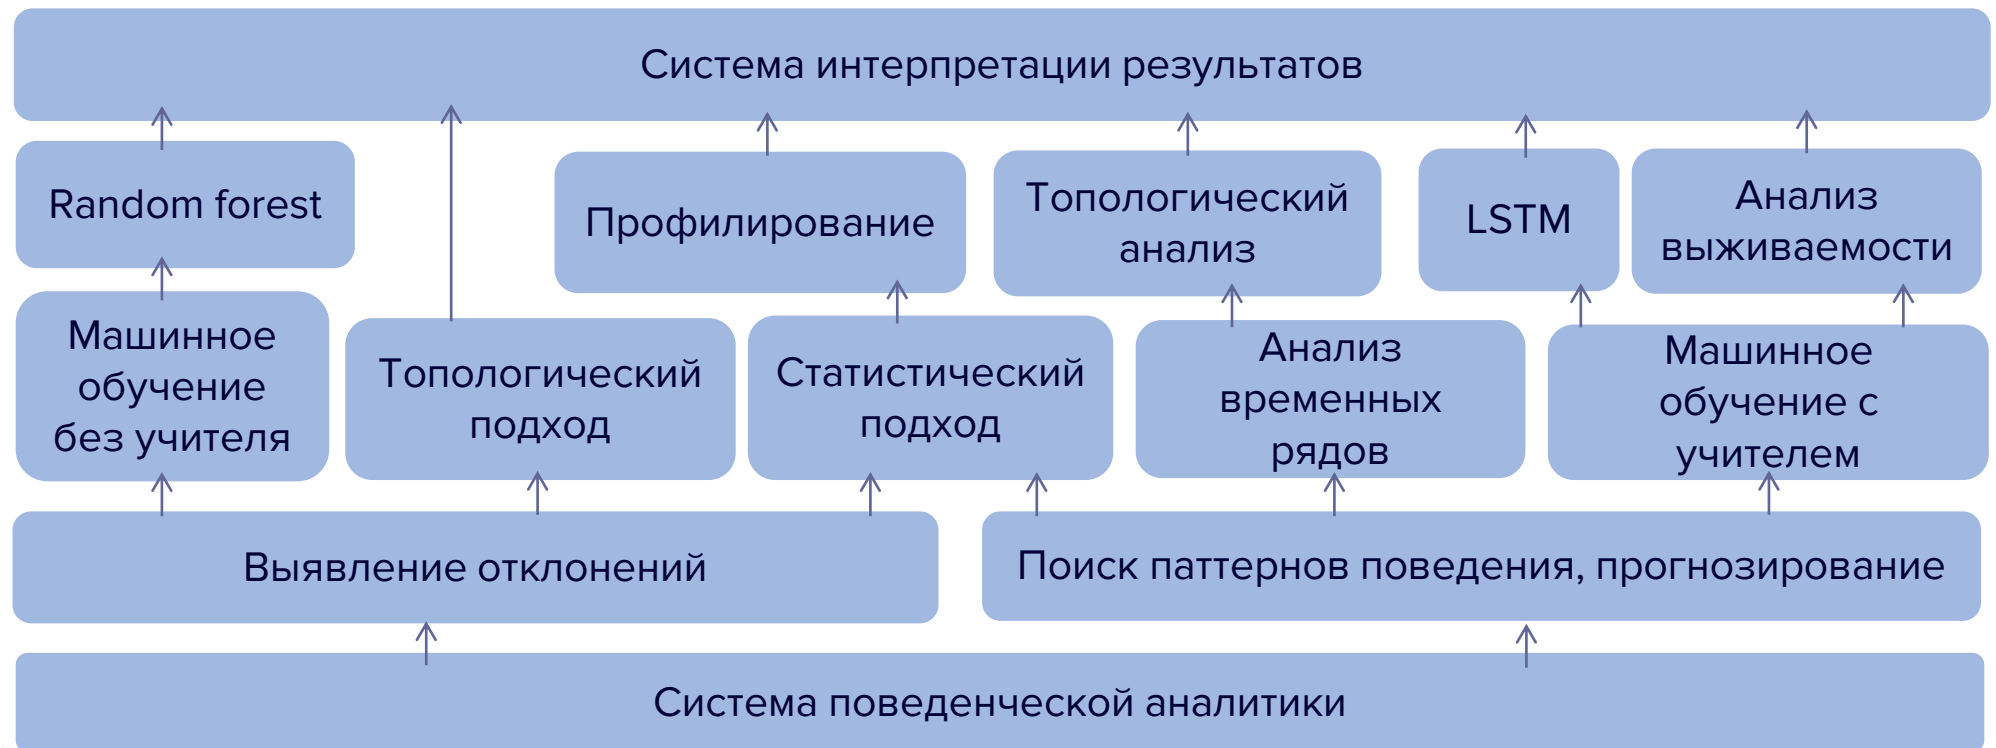 Система интерпретации результатов
Random forest
Профилирование
Топологический
анализ
LSTM
Анализ
выживаемости
Машинное
обучение
без учителя
Топологический
подход
Статистический
подход
Анализ
временных
рядов
Машинное
обучение с
учителем
Выявление отклонений
Поиск паттернов поведения, прогнозирование
Система поведенческой аналитики